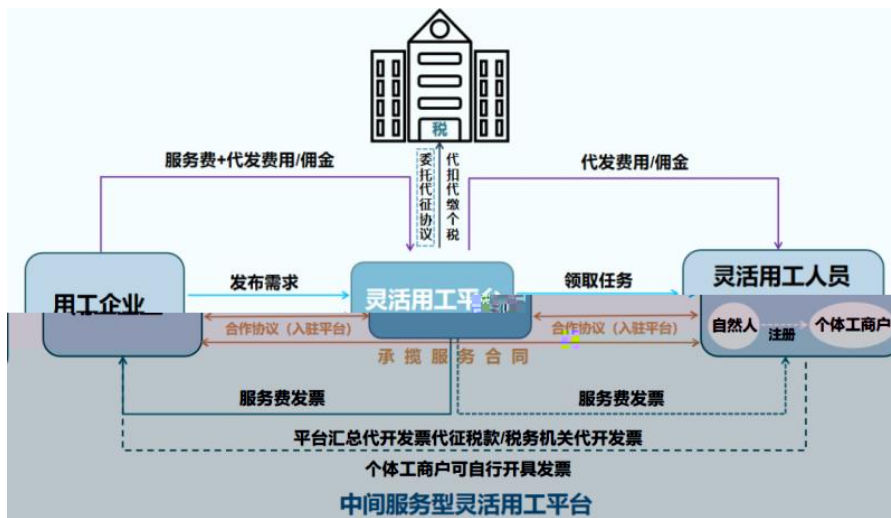 税
服务费+代发费用/佣金
委托代征协议
代扣代缴个税
代发费用/佣金
用工企业
发布需求
灵活用工平台
领取任务
灵活用工人员
合作协议（入驻平台）
合作协议（入驻平台）
自然人
注册
个体工商户
承揽服务合同
服务费发票
服务费发票
平台汇总代开发票代征税款/税务机关代开发票
个体工商户可自行开具发票
中间服务型灵活用工平台